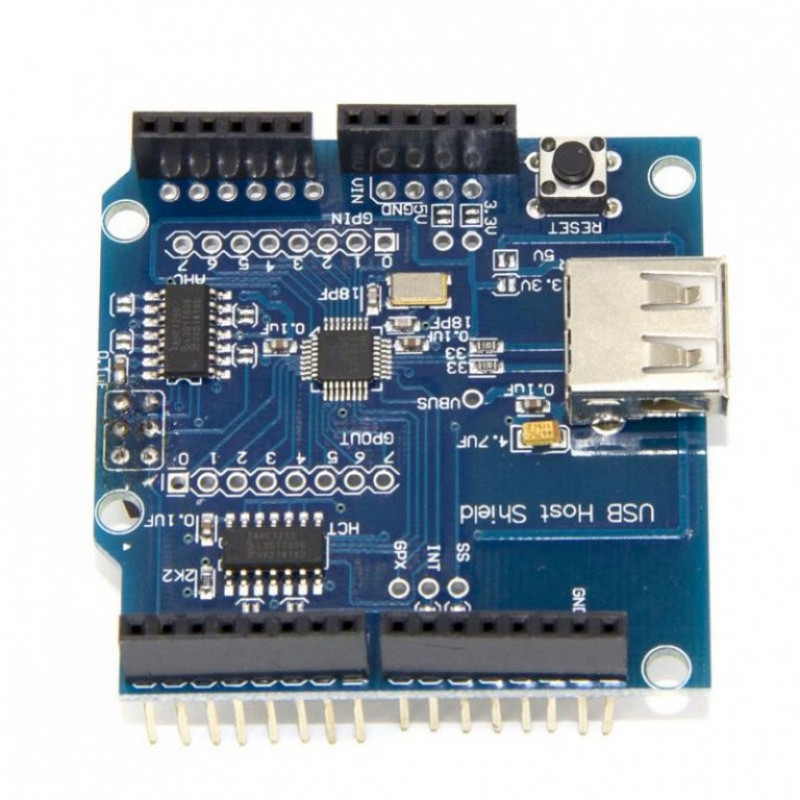 VIN
5V GND
3.3V
RESET
GPIN
7 6 5 4 3 2 1 0
5V
3.3V
AHC
18PF
0.1uF
18PF
0.1UF
33
33
VBUS
0.1UF
4.7UF
GPOUT
0 1 2 3 4 5 6 7
USB Host Shield
0.1UF
HCT
2K2
GPX
INT
SS